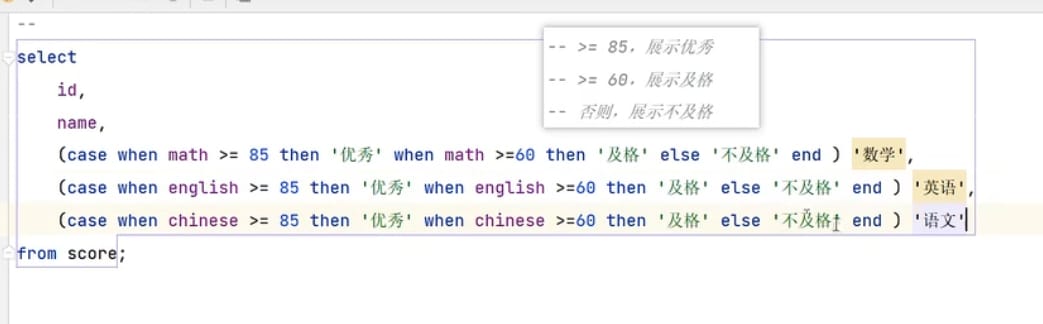 --
select
id,
name,
(case when math >= 85 then '优秀' when math >=60 then '及格' else '不及格' end ) '数学',
(case when english >= 85 then '优秀' when english >=60 then '及格' else '不及格' end ) '英语',
(case when chinese >= 85 then '优秀' when chinese >=60 then '及格' else '不及格' end ) '语文'
from score;
-- >= 85，展示优秀
-- >= 60，展示及格
-- 否则，展示不及格